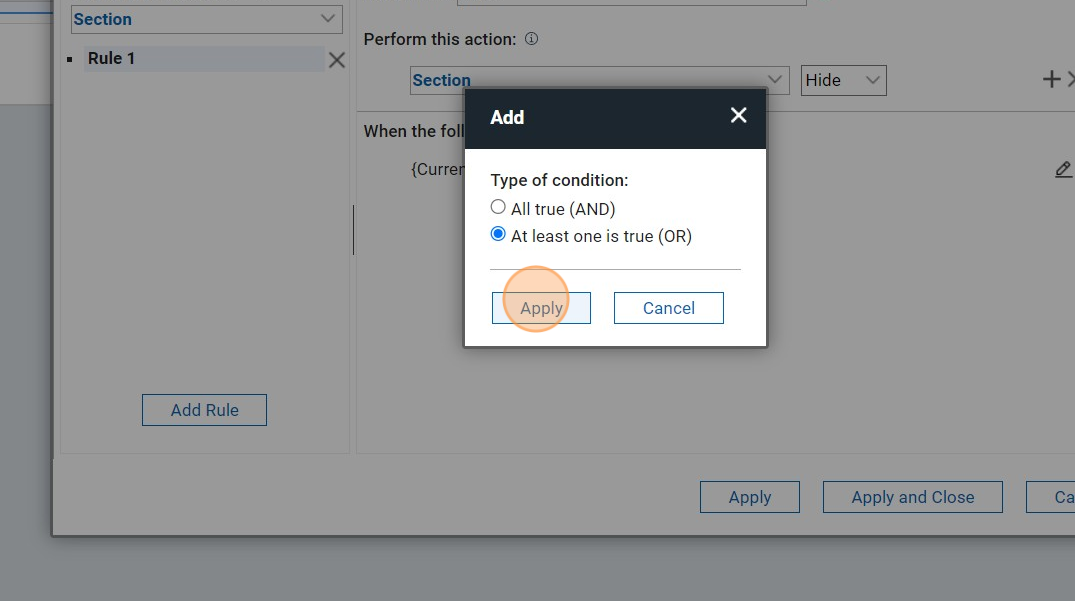 Section
Rule 1
Add Rule
Perform this action:
Section
Hide
When the foll
{Curren
Add
Type of condition:
All true (AND)
At least one is true (OR)
Apply
Cancel
Apply
Apply and Close
Ca